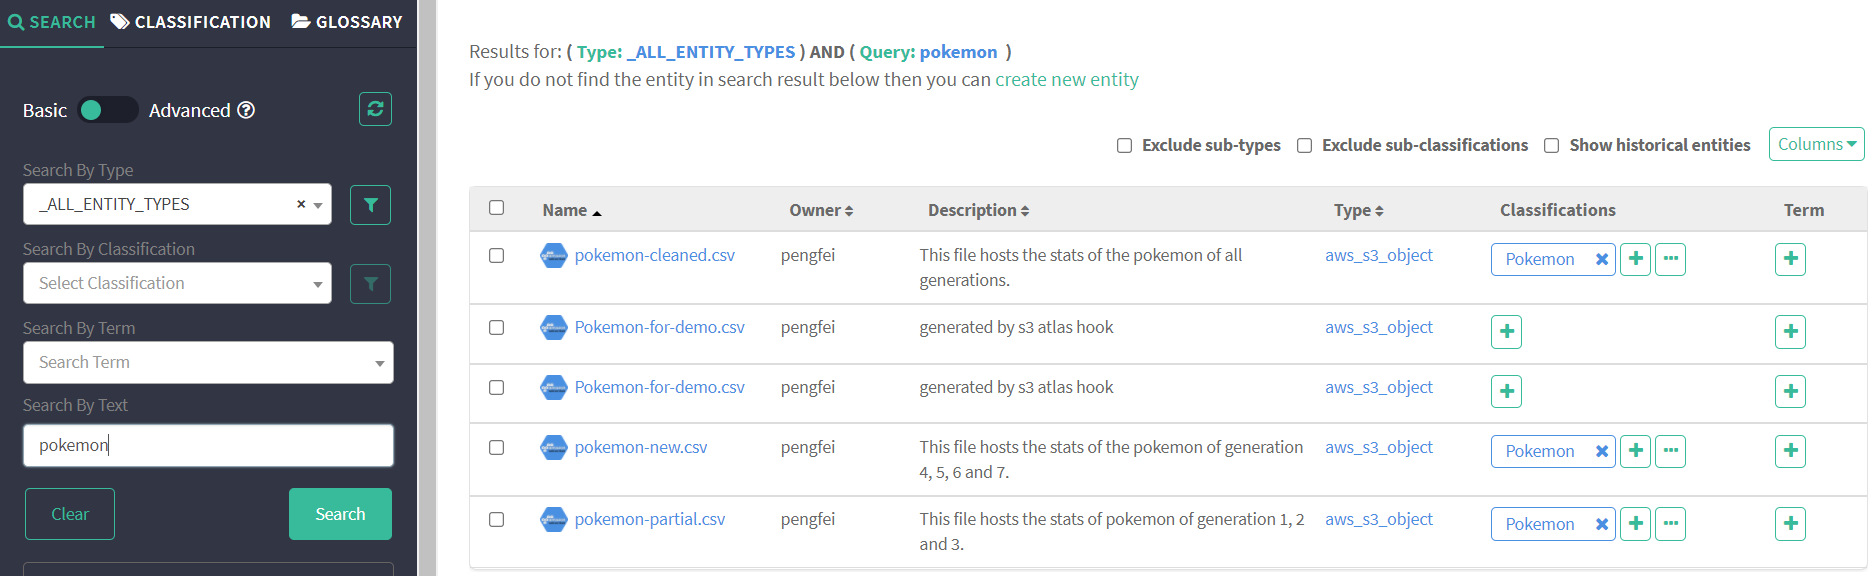 SEARCH CLASSIFICATION GLOSSARY
Basic Advanced
Search By Type
_ALL_ENTITY_TYPES ×
Search By Classification
Select Classification
Search By Term
Search Term
Search By Text
pokemon
Clear Search
Results for: ( Type: _ALL_ENTITY_TYPES ) AND ( Query: pokemon )
If you do not find the entity in search result below then you can create new entity
Exclude sub-types Exclude sub-classifications Show historical entities Columns
Name Owner Description Type Classifications Term
pokemon-cleaned.csv pengfei This file hosts the stats of the pokemon of all aws_s3_object Pokemon
generations.
Pokemon-for-demo.csv pengfei generated by s3 atlas hook aws_s3_object
Pokemon-for-demo.csv pengfei generated by s3 atlas hook aws_s3_object
pokemon-new.csv pengfei This file hosts the stats of the pokemon of generation aws_s3_object Pokemon
4, 5, 6 and 7.
pokemon-partial.csv pengfei This file hosts the stats of pokemon of generation 1, 2 aws_s3_object Pokemon
and 3.